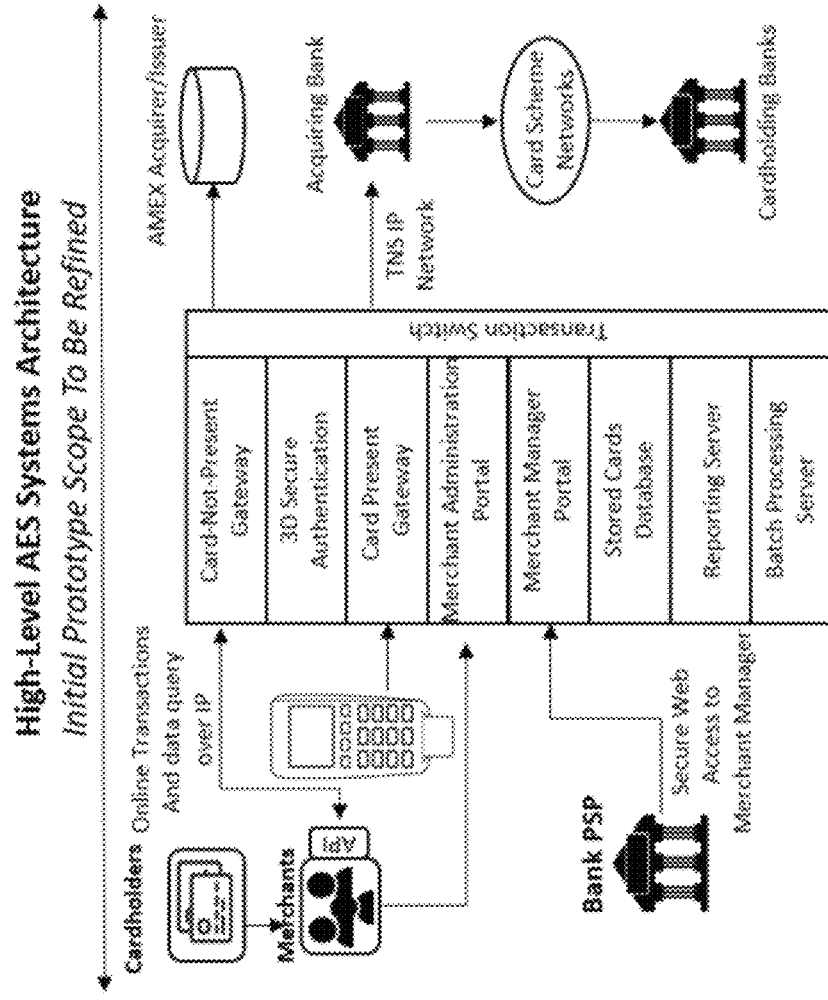 High-Level AES Systems Architecture
Initial Prototype Scope To Be Refined
Cardholders
Online Transactions
And data query
over IP
Merchants
API
Bank PSP
Secure Web
Access to
Merchant Manager
Card-Not-Present
Gateway
3D Secure
Authentication
Card Present
Gateway
Merchant Administration
Portal
Merchant Manager
Portal
Stored Cards
Database
Reporting Server
Batch Processing
Server
Transaction Switch
AMEX Acquirer/Issuer
TNS IP
Network
Acquiring Bank
Card Scheme
Networks
Cardholding Banks